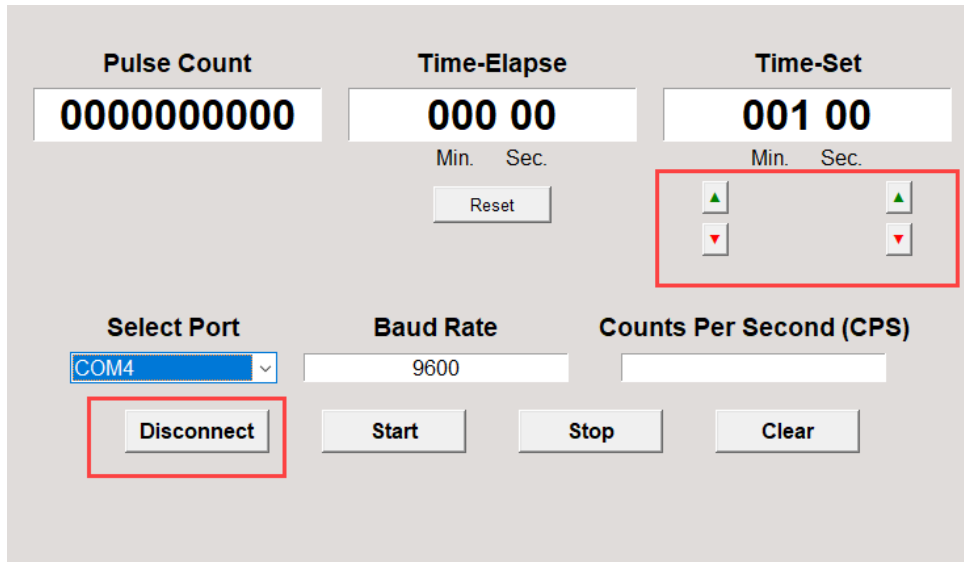 Pulse Count Time-Elapse Time-Set
0000000000 000 00 001 00
Min. Sec. Min. Sec.
Reset ▲ ▲
▼ ▼
Select Port Baud Rate Counts Per Second (CPS)
COM4 9600
Disconnect Start Stop Clear